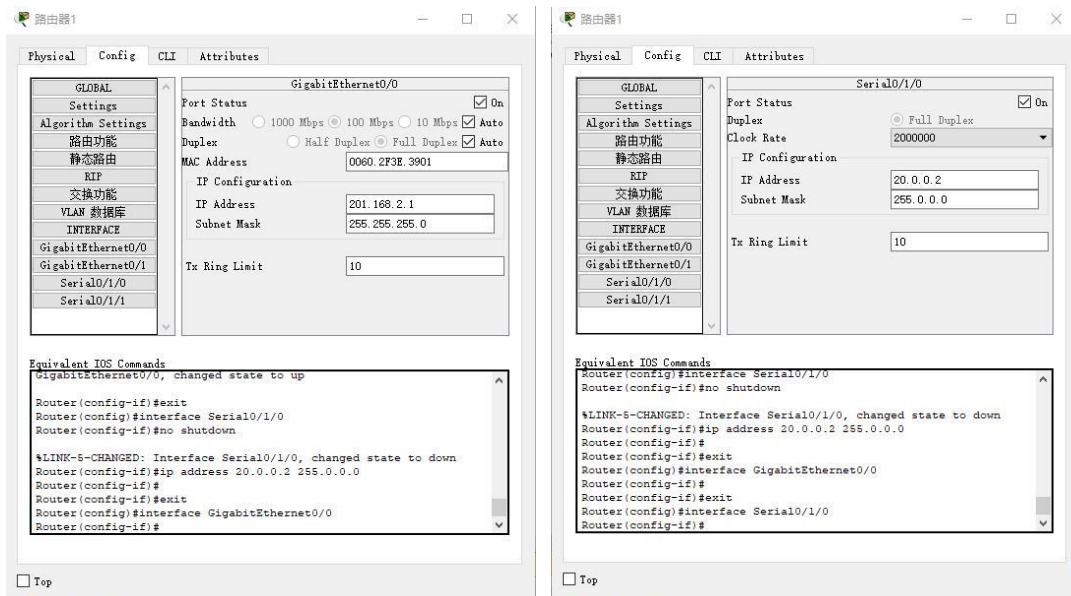 路由器1
Physical Config CLI Attributes
GLOBAL
Settings
Algorithm Settings
路由功能
静态路由
RIP
交换功能
VLAN 数据库
INTERFACE
GigabitEthernet0/0
GigabitEthernet0/1
Serial0/1/0
Serial0/1/1
GigabitEthernet0/0
Port Status On
Bandwidth 1000 Mbps 100 Mbps 10 Mbps Auto
Duplex Half Duplex Full Duplex Auto
MAC Address 0060.2F3E.3901
IP Configuration
IP Address 201.168.2.1
Subnet Mask 255.255.255.0
Tx Ring Limit 10
Equivalent IOS Commands
GigabitEthernet0/0, changed state to up
Router(config-if)#exit
Router(config)#interface Serial0/1/0
Router(config-if)#no shutdown
%LINK-5-CHANGED: Interface Serial0/1/0, changed state to down
Router(config-if)#ip address 20.0.0.2 255.0.0.0
Router(config-if)#
Router(config-if)#exit
Router(config)#interface GigabitEthernet0/0
Router(config-if)#
Top
路由器1
Physical Config CLI Attributes
GLOBAL
Settings
Algorithm Settings
路由功能
静态路由
RIP
交换功能
VLAN 数据库
INTERFACE
GigabitEthernet0/0
GigabitEthernet0/1
Serial0/1/0
Serial0/1/1
Serial0/1/0
Port Status On
Duplex Full Duplex
Clock Rate 2000000
IP Configuration
IP Address 20.0.0.2
Subnet Mask 255.0.0.0
Tx Ring Limit 10
Equivalent IOS Commands
Router(config)#interface Serial0/1/0
Router(config-if)#no shutdown
%LINK-5-CHANGED: Interface Serial0/1/0, changed state to down
Router(config-if)#ip address 20.0.0.2 255.0.0.0
Router(config-if)#
Router(config-if)#exit
Router(config)#interface GigabitEthernet0/0
Router(config-if)#
Router(config-if)#exit
Router(config)#interface Serial0/1/0
Router(config-if)#
Top